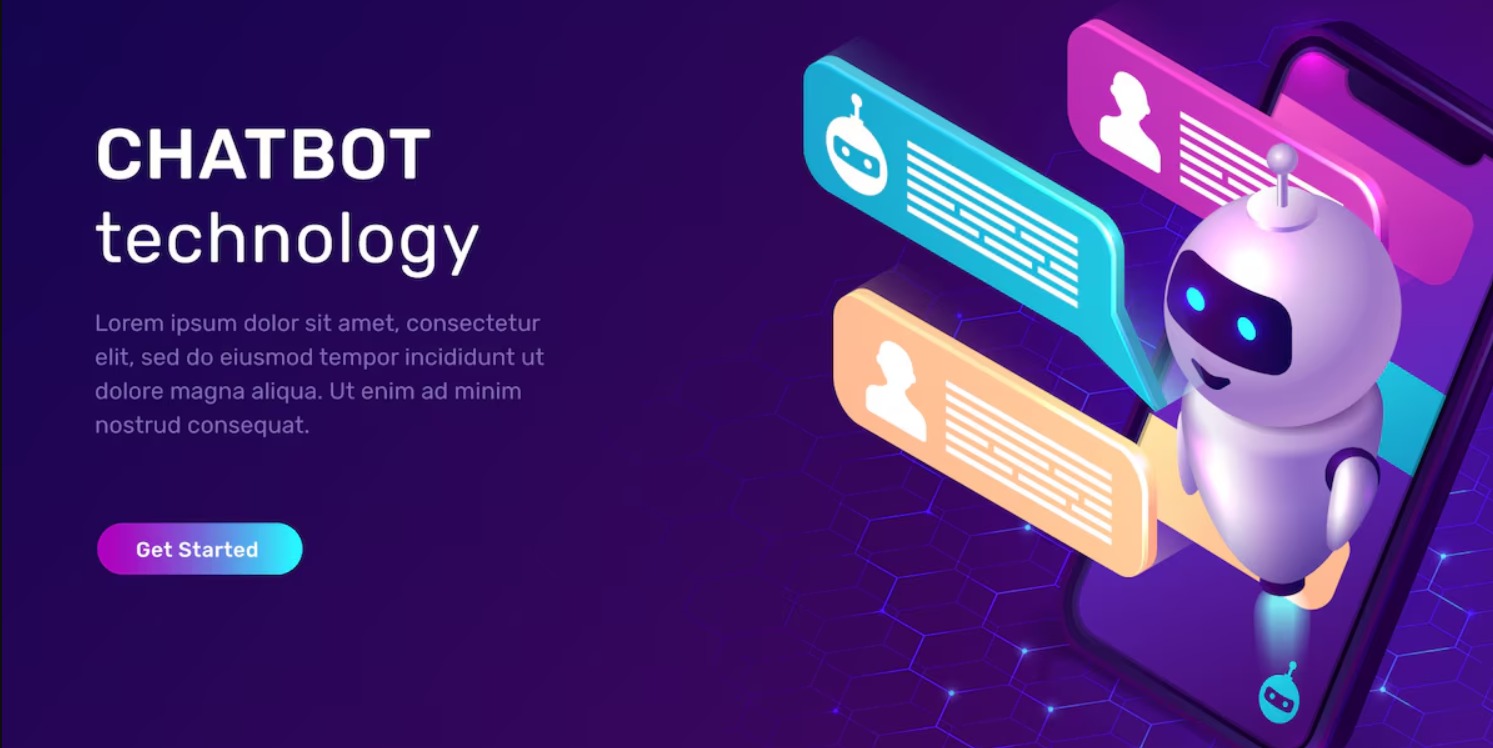 CHATBOT
technology
Lorem ipsum dolor sit amet, consectetur
elit, sed do eiusmod tempor incididunt ut
dolore magna aliqua. Ut enim ad minim
nostrud consequat.
Get Started